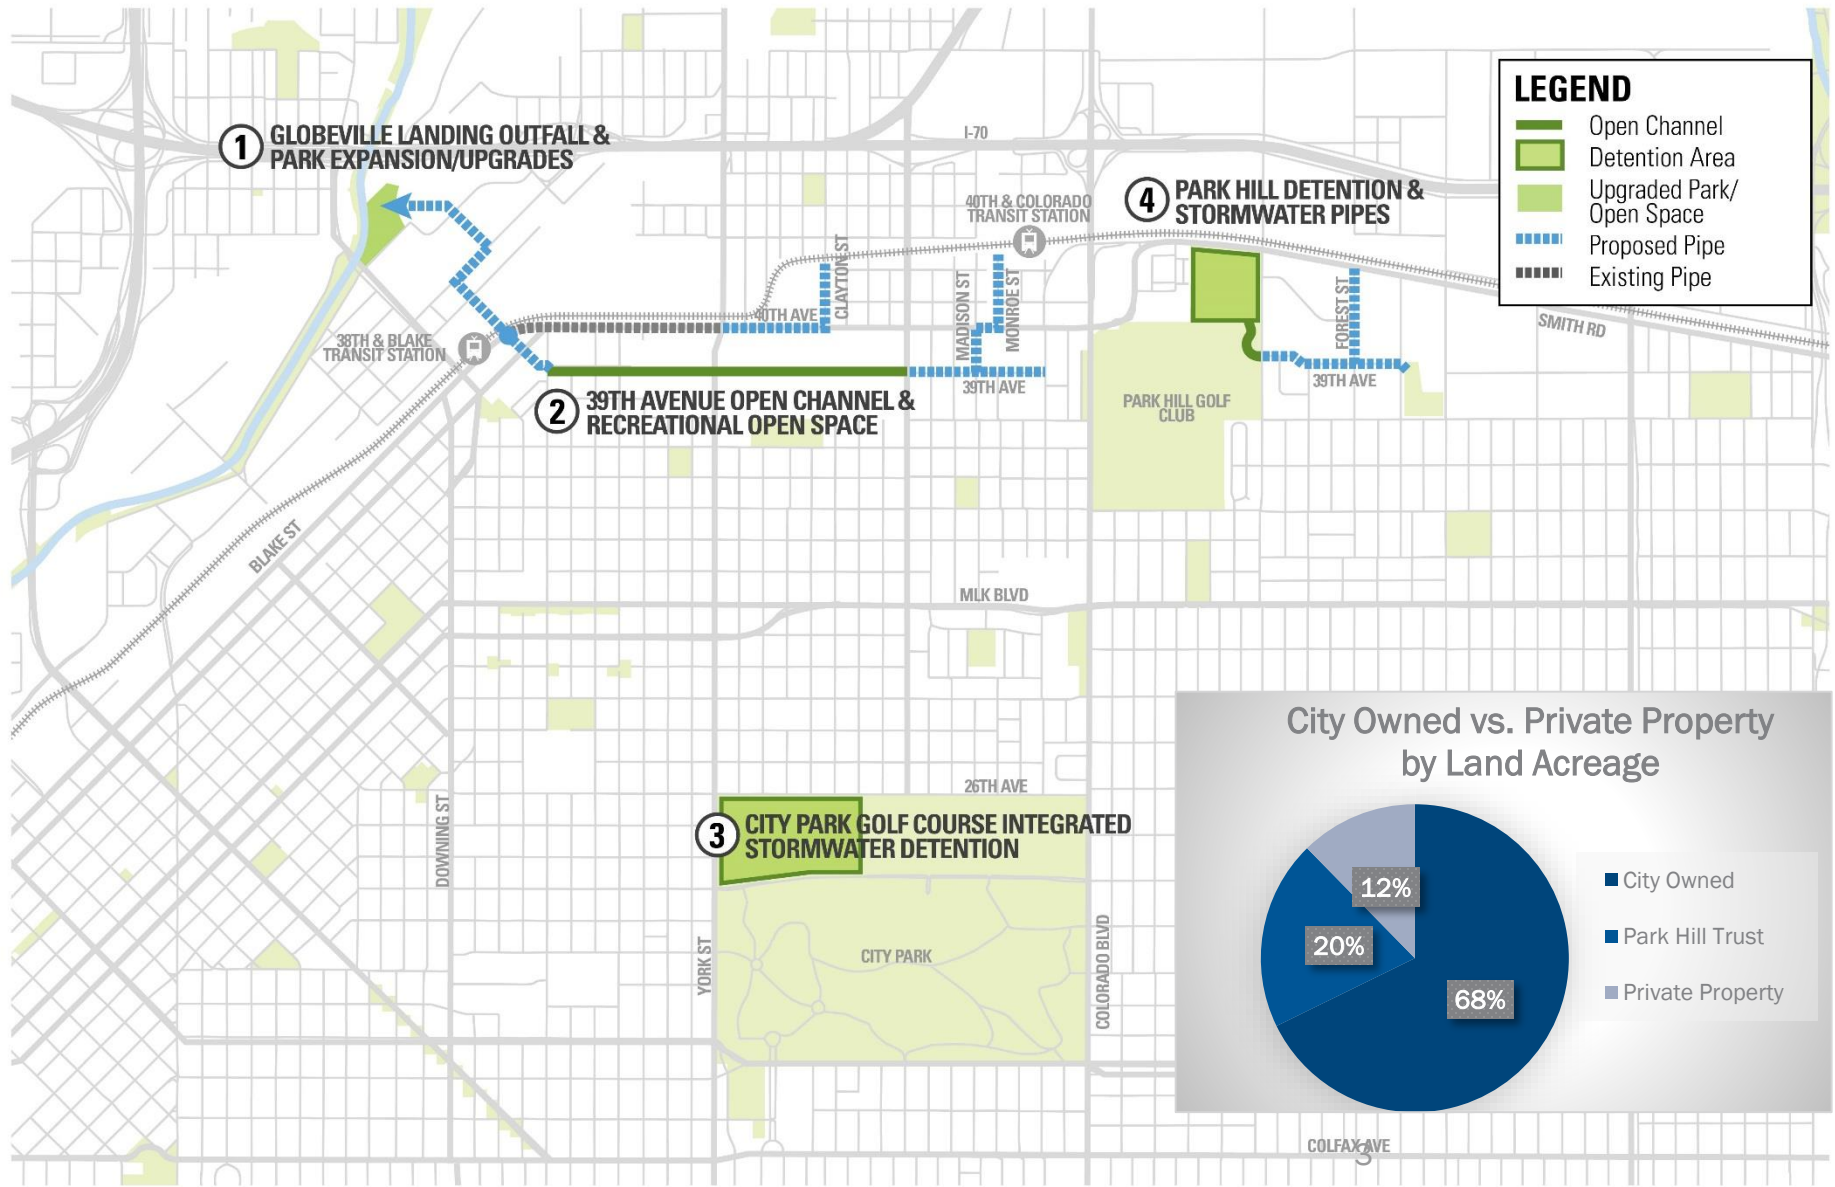 1
GLOBEVILLE LANDING OUTFALL &
PARK EXPANSION/UPGRADES
I-70
LEGEND
Open Channel
Detention Area
Upgraded Park/
Open Space
Proposed Pipe
Existing Pipe
40TH & COLORADO
TRANSIT STATION
4
PARK HILL DETENTION &
STORMWATER PIPES
CLAYTON ST
MADISON ST
MONROE ST
FOREST ST
40TH AVE
SMITH RD
38TH & BLAKE
TRANSIT STATION
39TH AVE
39TH AVE
2
39TH AVENUE OPEN CHANNEL &
RECREATIONAL OPEN SPACE
PARK HILL GOLF
CLUB
BLAKE ST
MLK BLVD
26TH AVE
3
CITY PARK GOLF COURSE INTEGRATED
STORMWATER DETENTION
DOWNING ST
YORK ST
CITY PARK
COLORADO BLVD
City Owned vs. Private Property
by Land Acreage
12%
20%
68%
City Owned
Park Hill Trust
Private Property
COLFAX AVE
3